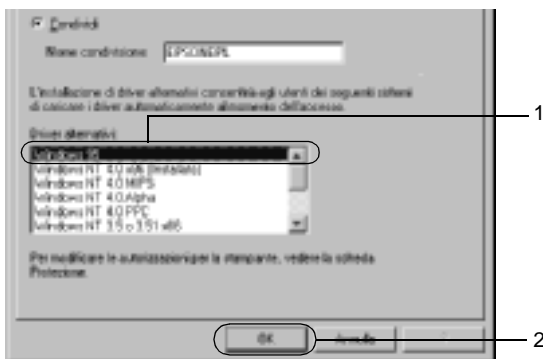 Condividi
Nome condivisione: EPSONEPL
L'installazione di driver alternativi consentirà agli utenti dei seguenti sistemi
di caricare i driver automaticamente al momento dell'accesso.
1
Driver alternativi:
Windows 95
Windows NT 4.0 x86 (Installato)
Windows NT 4.0 MIPS
Windows NT 4.0 Alpha
Windows NT 4.0 PPC
Windows NT 3.5 o 3.51 x86
Per modificare le autorizzazioni per la stampante, vedere la scheda
Protezione.
OK
Annulla
2